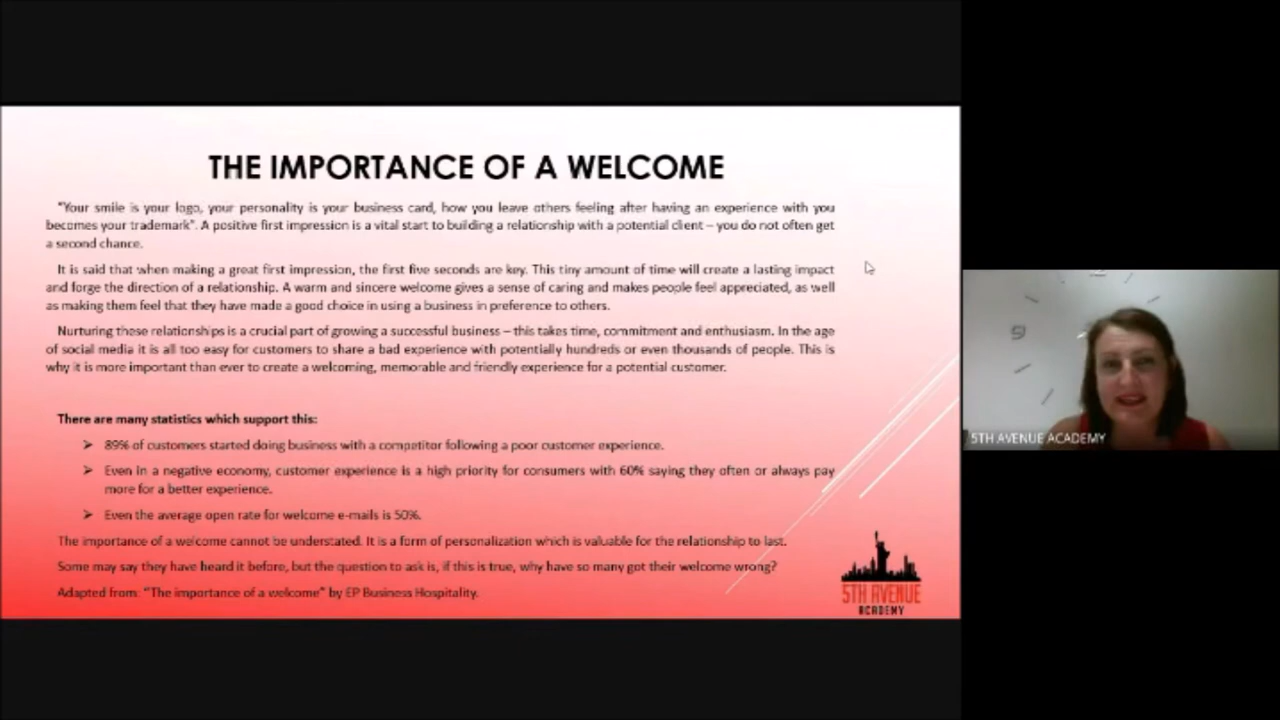 THE IMPORTANCE OF A WELCOME
"Your smile is your logo, your personality is your business card, how you leave others feeling after having an experience with you
becomes your trademark". A positive first impression is a vital start to building a relationship with a potential client – you do not often get
a second chance.
It is said that when making a great first impression, the first five seconds are key. This tiny amount of time will create a lasting impact
and forge the direction of a relationship. A warm and sincere welcome gives a sense of caring and makes people feel appreciated, as well
as making them feel that they have made a good choice in using a business in preference to others.
Nurturing these relationships is a crucial part of growing a successful business – this takes time, commitment and enthusiasm. In the age
of social media it is all too easy for customers to share a bad experience with potentially hundreds or even thousands of people. This is
why it is more important than ever to create a welcoming, memorable and friendly experience for a potential customer.
There are many statistics which support this:
➢ 89% of customers started doing business with a competitor following a poor customer experience.
➢ Even in a negative economy, customer experience is a high priority for consumers with 60% saying they often or always pay
more for a better experience.
➢ Even the average open rate for welcome e-mails is 50%.
The importance of a welcome cannot be understated. It is a form of personalization which is valuable for the relationship to last.
Some may say they have heard it before, but the question to ask is, if this is true, why have so many got their welcome wrong?
Adapted from: "The importance of a welcome" by EP Business Hospitality.
5TH AVENUE
ACADEMY
5TH AVENUE ACADEMY